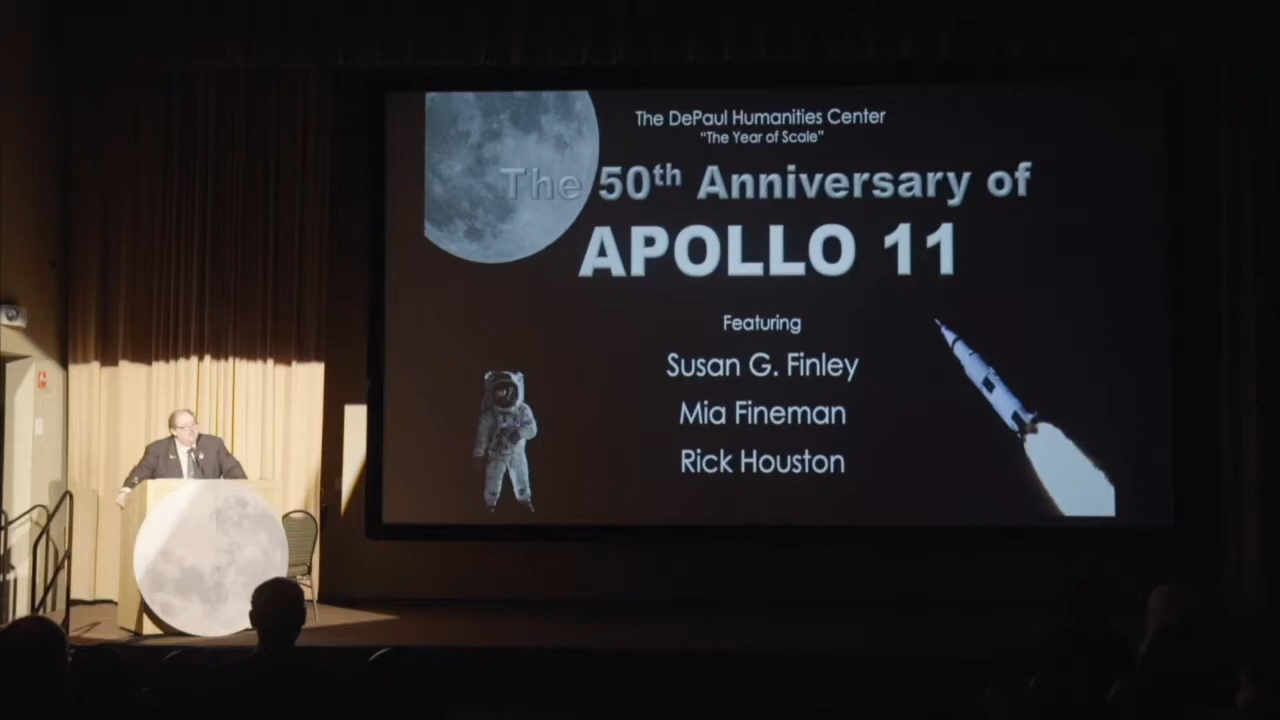 The DePaul Humanities Center
"The Year of Scale"
The 50th Anniversary of
APOLLO 11
Featuring
Susan G. Finley
Mia Fineman
Rick Houston